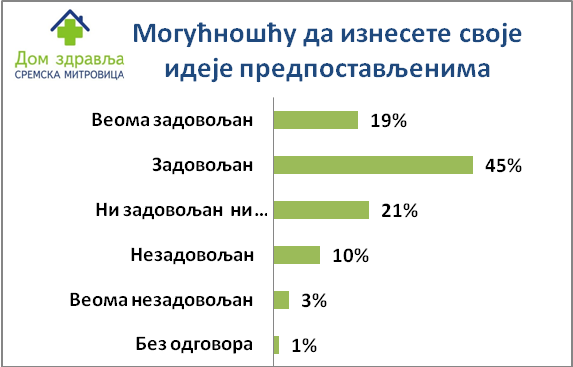 Дом здравља
СРЕМСКА МИТРОВИЦА
Могућношћу да изнесете своје
идеје предпостављенима
Веома задовољан 19%
Задовољан 45%
Ни задовољан ни ... 21%
Незадовољан 10%
Веома незадовољан 3%
Без одговора 1%